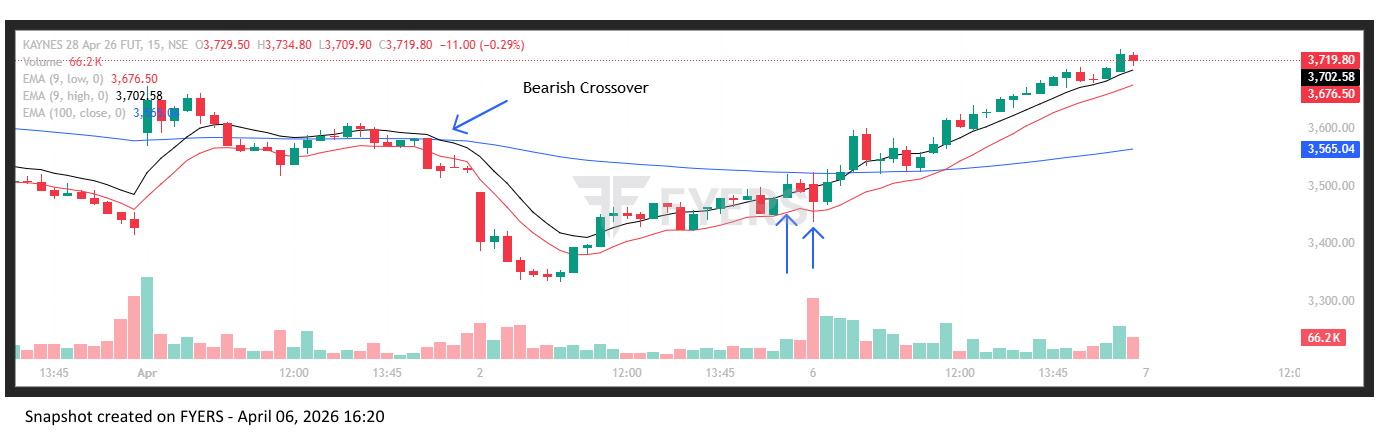 KAYNES 28 Apr 26 FUT, 15, NSE O3,729.50 H3,734.80 L3,709.90 C3,719.80 −11.00 (−0.29%)
Volume 66.2 K
EMA (9, low, 0) 3,676.50
EMA (9, high, 0) 3,702.58
EMA (100, close, 0) 3,565.04
Bearish Crossover
FYERS
3,719.80
3,702.58
3,676.50
3,600.00
3,565.04
3,500.00
3,400.00
3,300.00
66.2 K
13:45 Apr 12:00 13:45 2 12:00 13:45 6 12:00 13:45 7 12:0
Snapshot created on FYERS - April 06, 2026 16:20